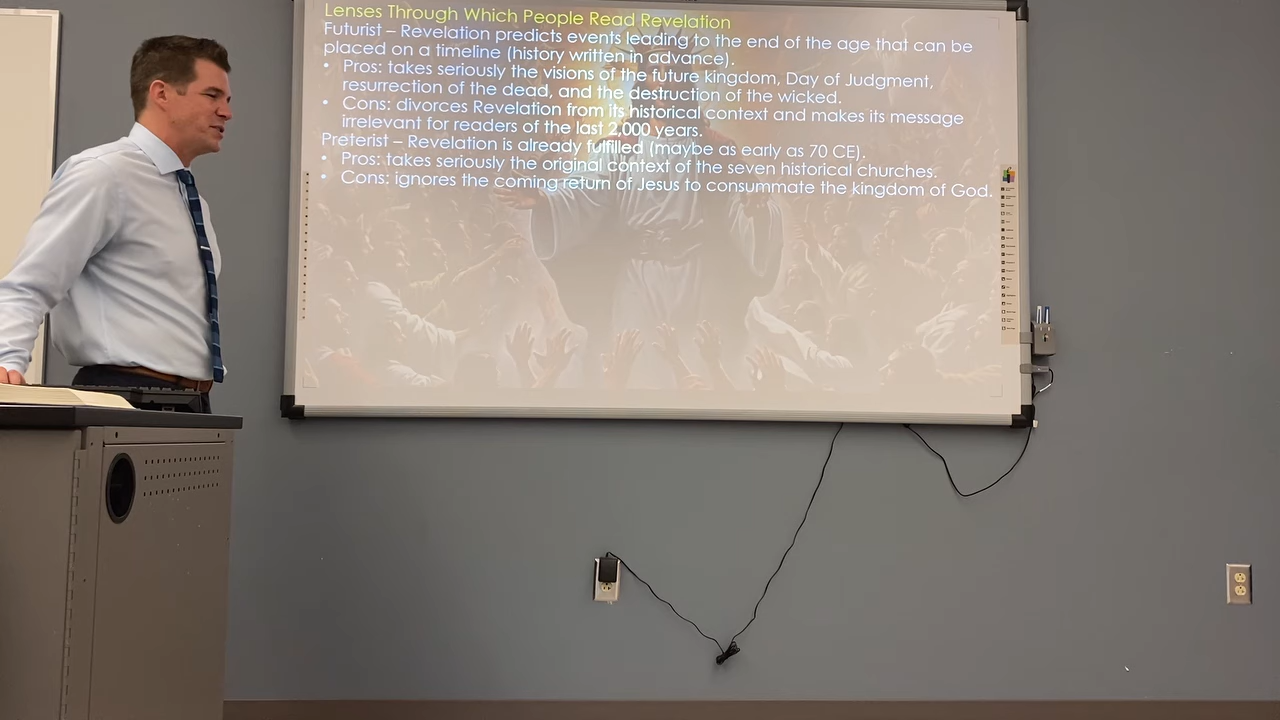 Lenses Through Which People Read Revelation
Futurist – Revelation predicts events leading to the end of the age that can be
placed on a timeline (history written in advance).
• Pros: takes seriously the visions of the future kingdom, Day of Judgment,
resurrection of the dead, and the destruction of the wicked.
• Cons: divorces Revelation from its historical context and makes its message
irrelevant for readers of the last 2,000 years.
Preterist – Revelation is already fulfilled (maybe as early as 70 CE).
• Pros: takes seriously the original context of the seven historical churches.
• Cons: ignores the coming return of Jesus to consummate the kingdom of God.